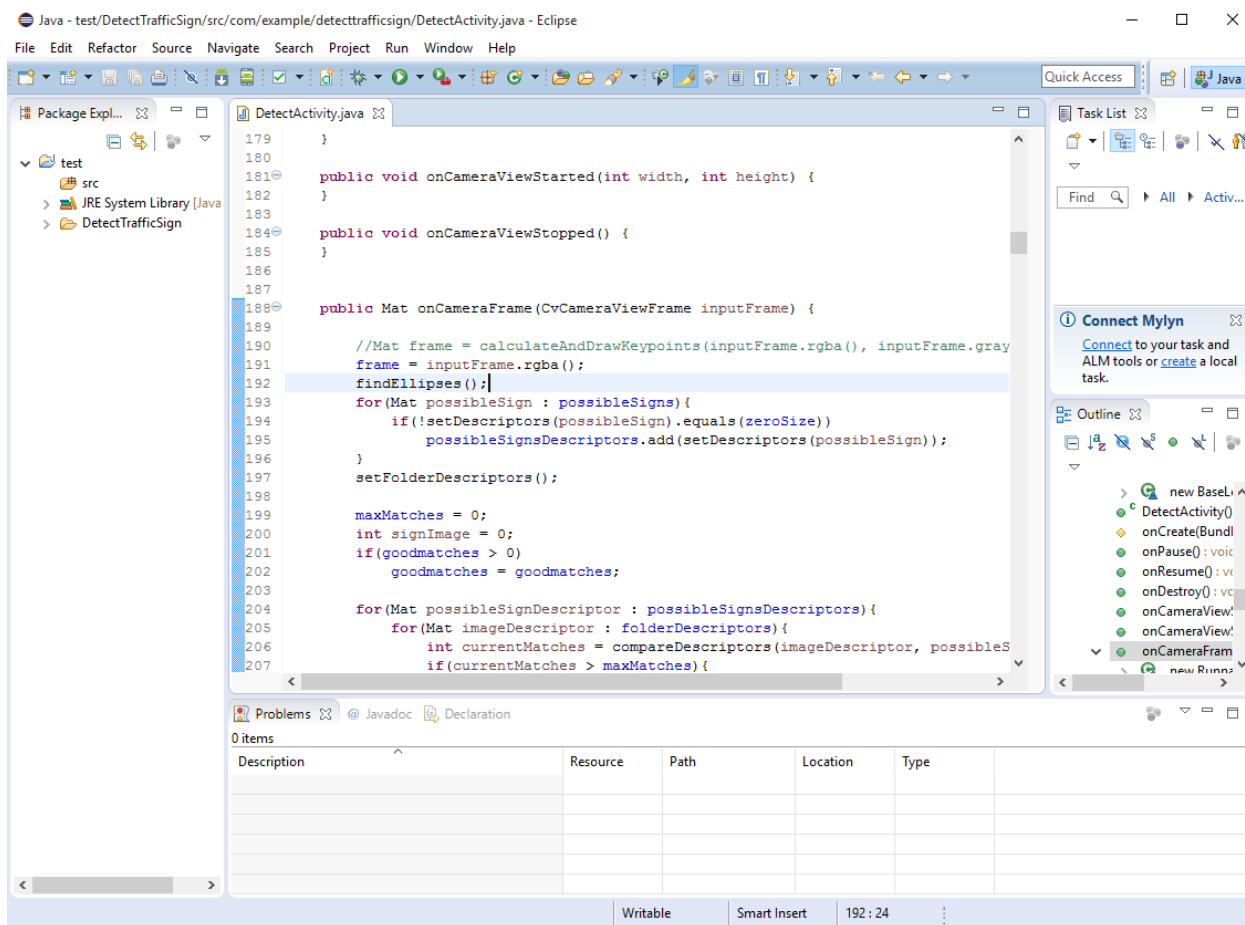 Java - test/DetectTrafficSign/src/com/example/detecttrafficsign/DetectActivity.java - Eclipse
File Edit Refactor Source Navigate Search Project Run Window Help
Quick Access
Java
Package Expl...
test
src
JRE System Library [Java
DetectTrafficSign
DetectActivity.java
179 }
180
181 public void onCameraViewStarted(int width, int height) {
182 }
183
184 public void onCameraViewStopped() {
185 }
186
187
188 public Mat onCameraFrame(CvCameraViewFrame inputFrame) {
189
190 //Mat frame = calculateAndDrawKeypoints(inputFrame.rgba(), inputFrame.gray
191 frame = inputFrame.rgba();
192 findEllipses();
193 for(Mat possibleSign : possibleSigns){
194 if(!setDescriptors(possibleSign).equals(zeroSize))
195 possibleSignsDescriptors.add(setDescriptors(possibleSign));
196 }
197 setFolderDescriptors();
198
199 maxMatches = 0;
200 int signImage = 0;
201 if(goodmatches > 0)
202 goodmatches = goodmatches;
203
204 for(Mat possibleSignDescriptor : possibleSignsDescriptors){
205 for(Mat imageDescriptor : folderDescriptors){
206 int currentMatches = compareDescriptors(imageDescriptor, possibleS
207 if(currentMatches > maxMatches){
Task List
Find All Activ...
Connect Mylyn
Connect to your task and
ALM tools or create a local
task.
Outline
new BaseL
DetectActivity()
onCreate(Bundl
onPause() : voic
onResume() : vo
onDestroy() : vc
onCameraView
onCameraView
onCameraFram
new Runna
Problems @ Javadoc Declaration
0 items
Description Resource Path Location Type
Writable Smart Insert 192 : 24